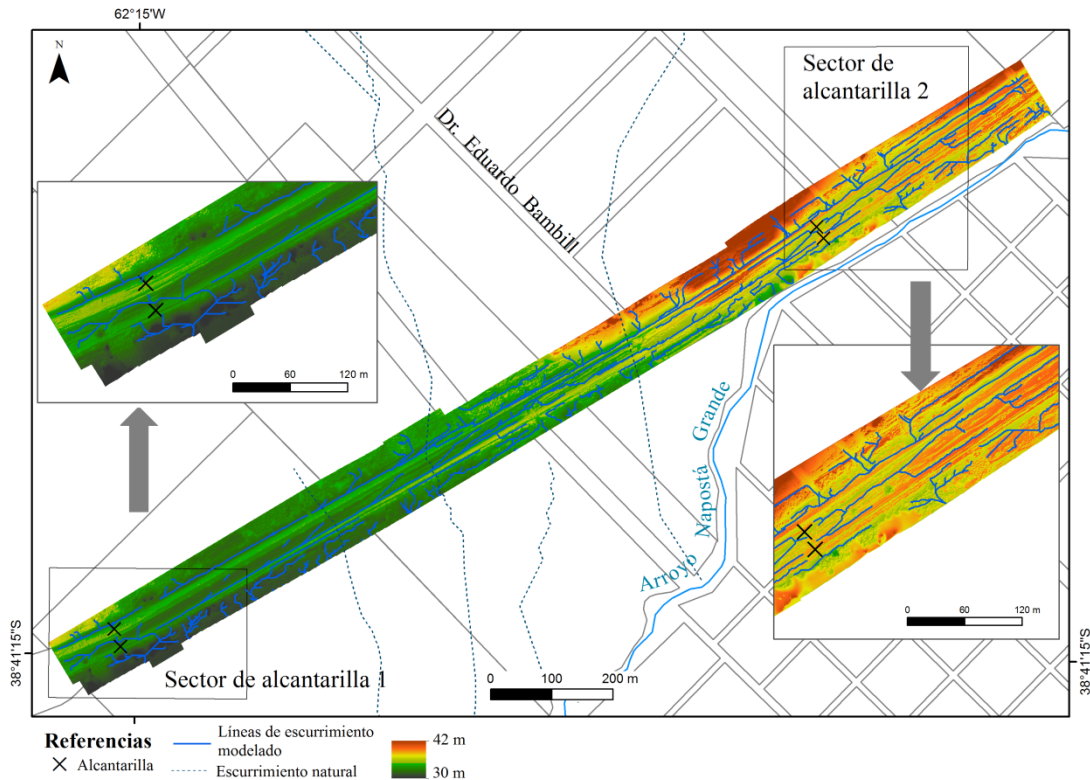 62°15'W
N
Sector de
alcantarilla 2
Dr. Eduardo Bambill
0 60 120 m
Arroyo Napostá Grande
0 60 120 m
38°41'15"S
38°41'15"S
Sector de alcantarilla 1
0 100 200 m
Referencias
Alcantarilla
Líneas de escurrimiento
modelado
Escurrimiento natural
42 m
30 m